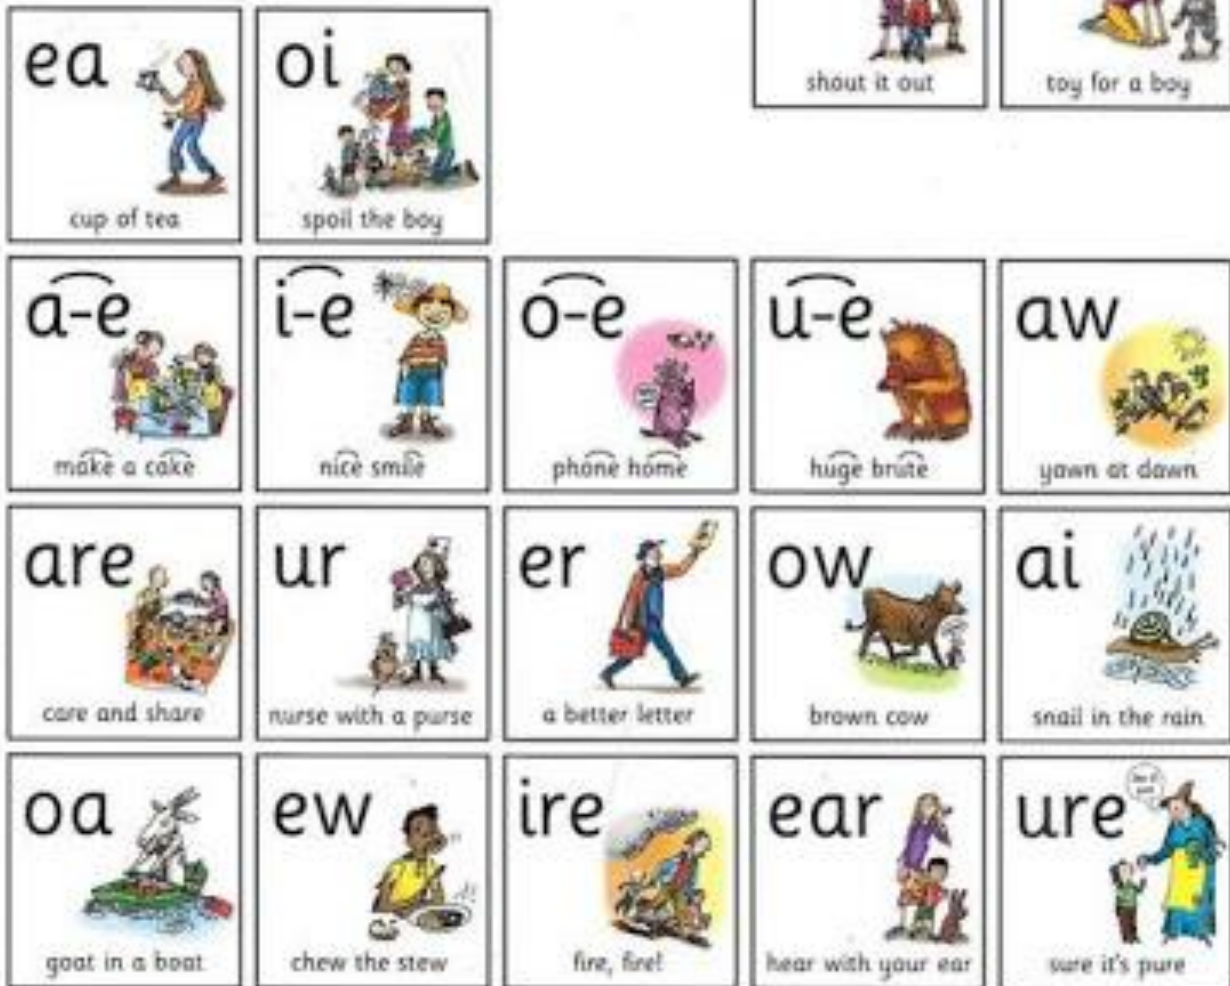 shout it out
toy for a boy
ea
cup of tea
oi
spoil the boy
a-e
make a cake
i-e
nice smile
o-e
phone home
u-e
huge brute
aw
yawn at dawn
are
care and share
ur
nurse with a purse
er
a better letter
ow
brown cow
ai
snail in the rain
oa
goat in a boat
ew
chew the stew
ire
fire, fire!
ear
hear with your ear
ure
sure it's pure